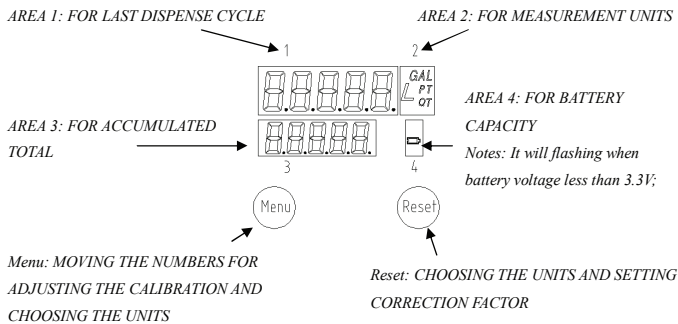 AREA 1: FOR LAST DISPENSE CYCLE
AREA 2: FOR MEASUREMENT UNITS
1
2
GAL
L PT
QT
AREA 3: FOR ACCUMULATED
TOTAL
AREA 4: FOR BATTERY
CAPACITY
Notes: It will flashing when
battery voltage less than 3.3V;
3
4
Menu
Reset
Menu: MOVING THE NUMBERS FOR
ADJUSTING THE CALIBRATION AND
CHOOSING THE UNITS
Reset: CHOOSING THE UNITS AND SETTING
CORRECTION FACTOR